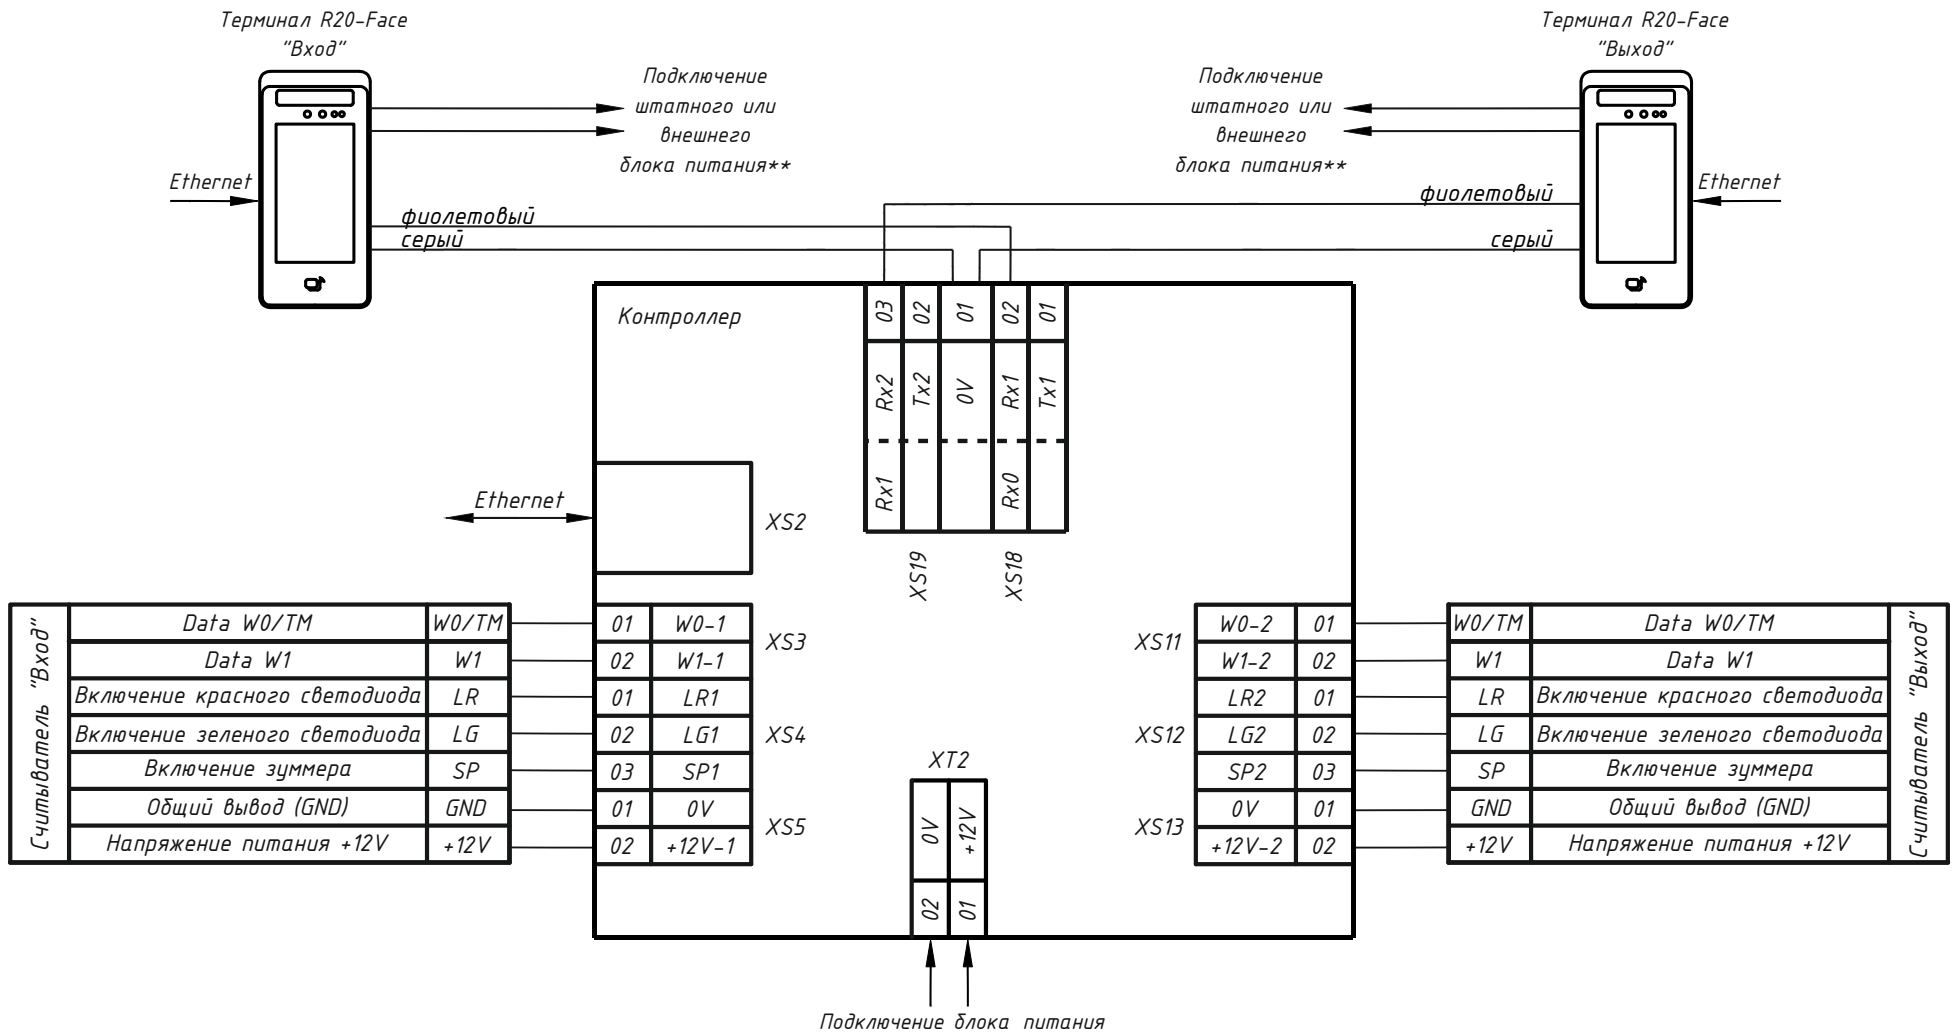 Терминал R20-Face
"Вход"
Терминал R20-Face
"Выход"
Подключение
штатного или
внешнего
блока питания**
Подключение
штатного или
внешнего
блока питания**
Ethernet
Ethernet
фиолетовый
серый
фиолетовый
серый
Контроллер
03 02 01 02 01
Rx2 Tx2 0V Rx1 Tx1
Rx1 Rx0
XS19 XS18
Ethernet
XS2
Считыватель "Вход"
Data W0/TM W0/TM 01 W0-1
Data W1 W1 02 W1-1
XS3
Включение красного светодиода LR 01 LR1
Включение зеленого светодиода LG 02 LG1
XS4
Включение зуммера SP 03 SP1
Общий вывод (GND) GND 01 0V
XS5
Напряжение питания +12V +12V 02 +12V-1
XS11
W0-2 01 W0/TM Data W0/TM
W1-2 02 W1 Data W1
LR2 01 LR Включение красного светодиода
XS12
LG2 02 LG Включение зеленого светодиода
SP2 03 SP Включение зуммера
XS13
0V 01 GND Общий вывод (GND)
+12V-2 02 +12V Напряжение питания +12V
Считыватель "Выход"
XT2
0V +12V
02 01
Подключение блока питания